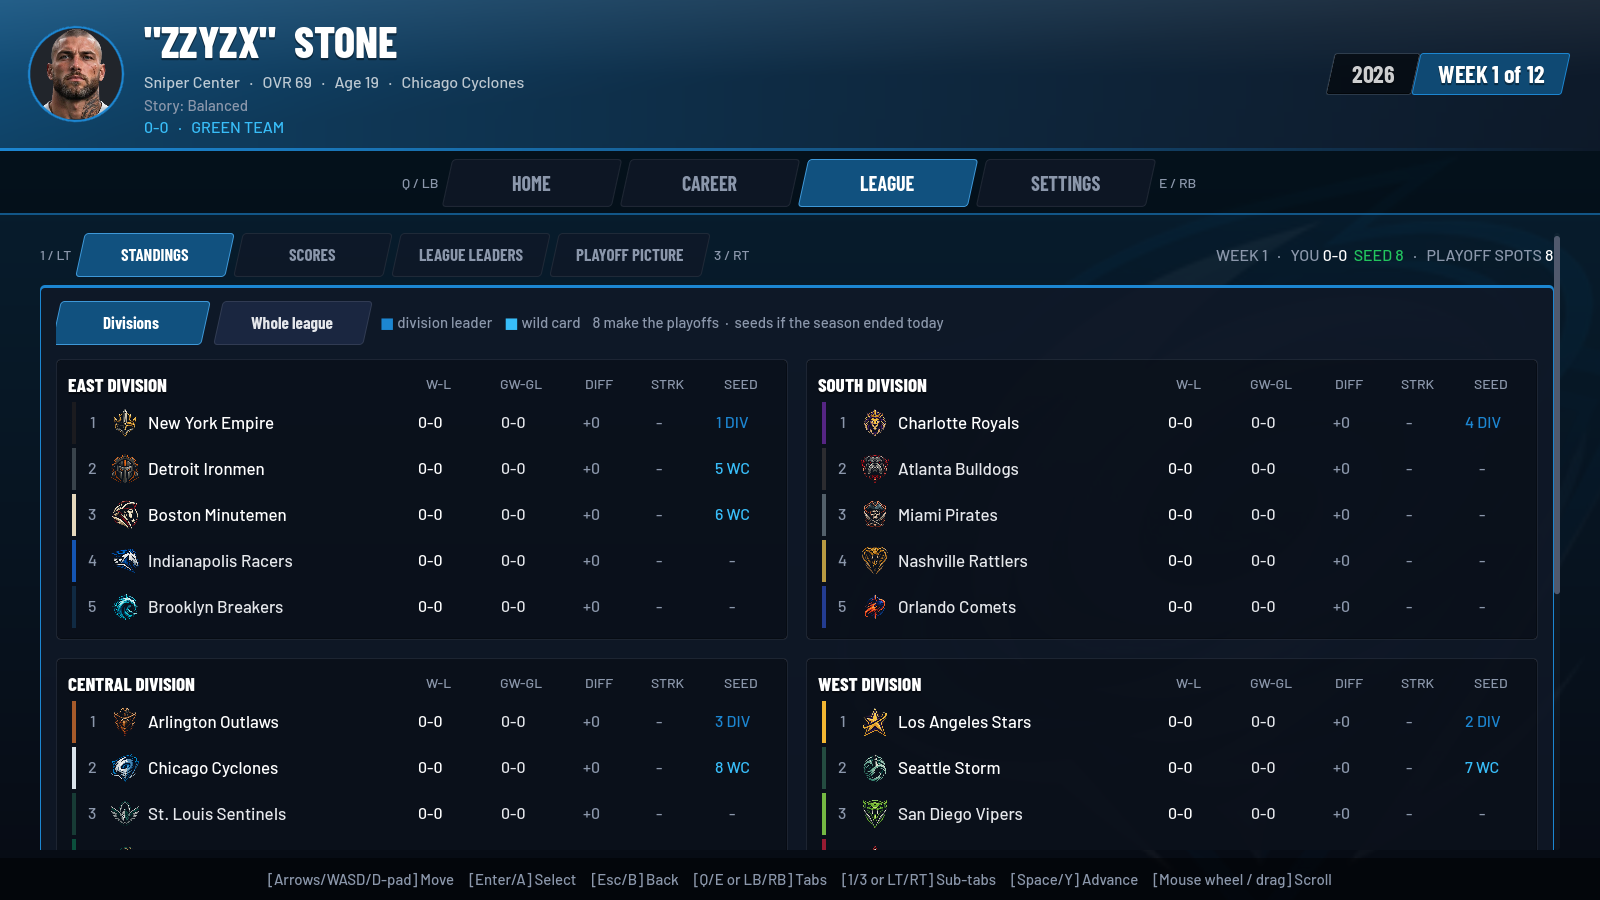 "ZZYZX" STONE
Sniper Center · OVR 69 · Age 19 · Chicago Cyclones
Story: Balanced
0-0 · GREEN TEAM
2026 WEEK 1 of 12
Q / LB HOME CAREER LEAGUE SETTINGS E / RB
1 / LT STANDINGS SCORES LEAGUE LEADERS PLAYOFF PICTURE 3 / RT WEEK 1 · YOU 0-0 SEED 8 · PLAYOFF SPOTS 8
Divisions Whole league division leader wild card 8 make the playoffs · seeds if the season ended today
EAST DIVISION W-L GW-GL DIFF STRK SEED
1 New York Empire 0-0 0-0 +0 - 1 DIV
2 Detroit Ironmen 0-0 0-0 +0 - 5 WC
3 Boston Minutemen 0-0 0-0 +0 - 6 WC
4 Indianapolis Racers 0-0 0-0 +0 - -
5 Brooklyn Breakers 0-0 0-0 +0 - -
SOUTH DIVISION W-L GW-GL DIFF STRK SEED
1 Charlotte Royals 0-0 0-0 +0 - 4 DIV
2 Atlanta Bulldogs 0-0 0-0 +0 - -
3 Miami Pirates 0-0 0-0 +0 - -
4 Nashville Rattlers 0-0 0-0 +0 - -
5 Orlando Comets 0-0 0-0 +0 - -
CENTRAL DIVISION W-L GW-GL DIFF STRK SEED
1 Arlington Outlaws 0-0 0-0 +0 - 3 DIV
2 Chicago Cyclones 0-0 0-0 +0 - 8 WC
3 St. Louis Sentinels 0-0 0-0 +0 - -
WEST DIVISION W-L GW-GL DIFF STRK SEED
1 Los Angeles Stars 0-0 0-0 +0 - 2 DIV
2 Seattle Storm 0-0 0-0 +0 - 7 WC
3 San Diego Vipers 0-0 0-0 +0 - -
[Arrows/WASD/D-pad] Move [Enter/A] Select [Esc/B] Back [Q/E or LB/RB] Tabs [1/3 or LT/RT] Sub-tabs [Space/Y] Advance [Mouse wheel / drag] Scroll